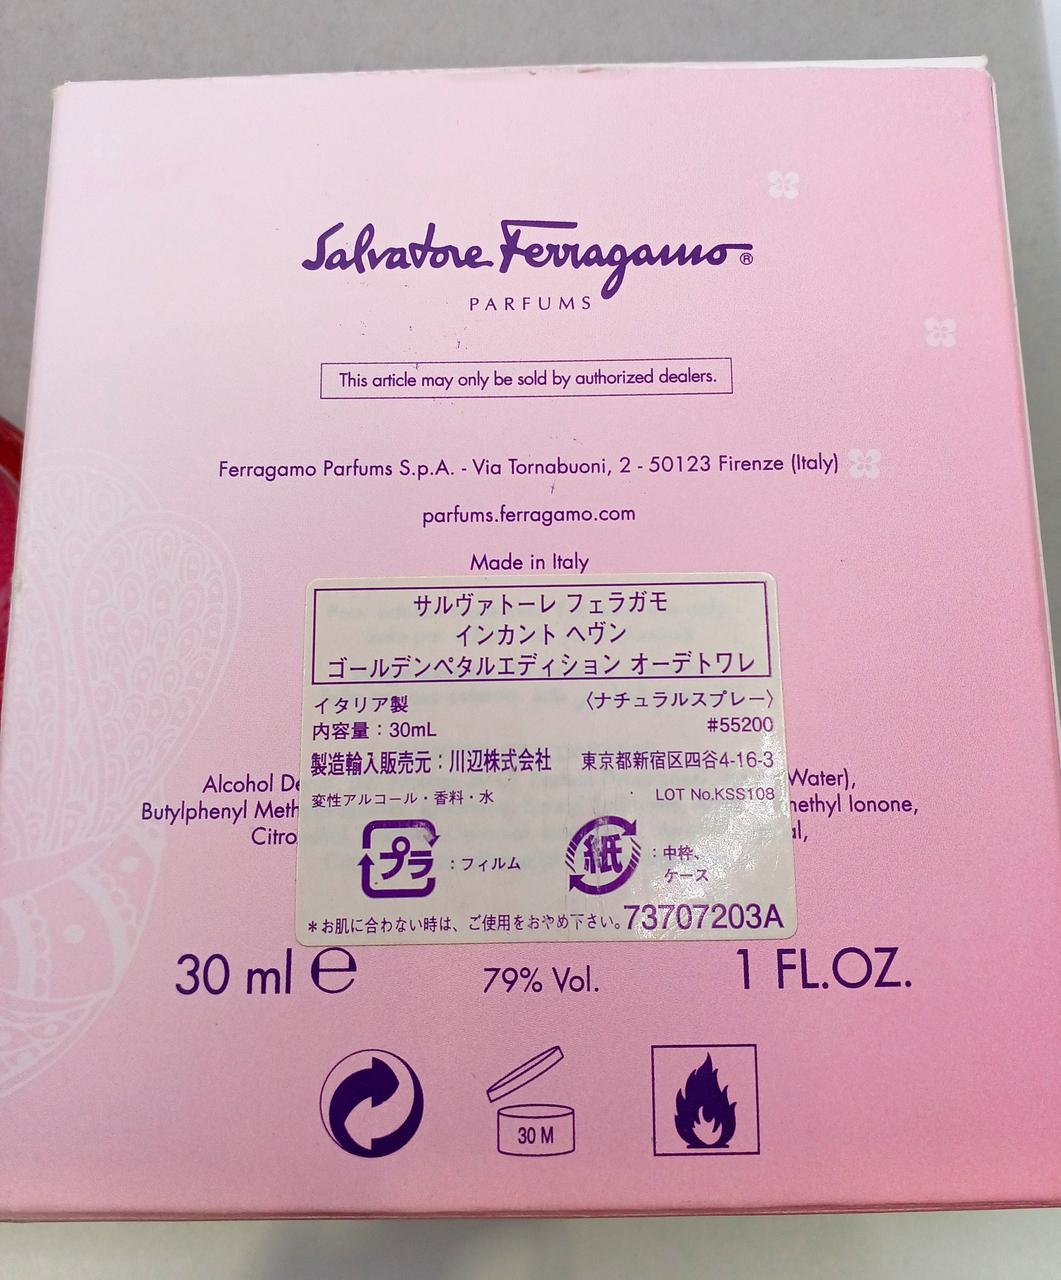 Salvatore Ferragamo®
PARFUMS
This article may only be sold by authorized dealers.
Ferragamo Parfums S.p.A. - Via Tornabuoni, 2 - 50123 Firenze (Italy)
parfums.ferragamo.com
Made in Italy
サルヴァトーレ フェラガモ
インカント ヘヴン
ゴールデンペタルエディション オーデトワレ
イタリア製 〈ナチュラルスプレー〉
内容量：30mL #55200
製造輸入販売元：川辺株式会社 東京都新宿区四谷4-16-3
変性アルコール・香料・水 LOT No.KSS108
プラ ：フィルム 紙 ：中枠、
ケース
＊お肌に合わない時は、ご使用をおやめ下さい。 73707203A
Alcohol De Water),
Butylphenyl Meth methyl Ionone,
Citro al,
30 ml e 79% Vol. 1 FL.OZ.
30 M